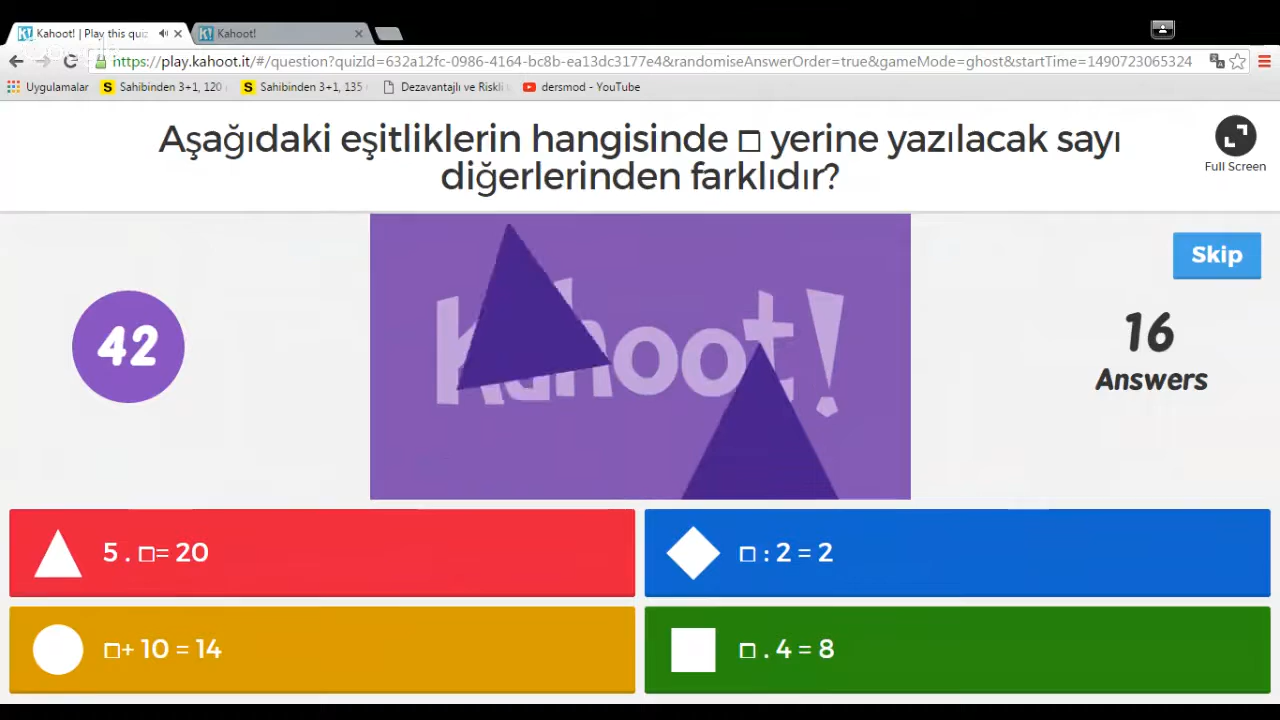 Kahoot! | Play this quiz
Kahoot!
https://play.kahoot.it/#/question?quizId=632a12fc-0986-4141-bc8b-ea13dc3177e4&randomiseAnswerOrder=true&gameMode=ghost&startTime=1490723065324
Uygulamalar
Sahibinden 3+1, 120
Sahibinden 3+1, 135
Dezavantajlı ve Riskli
dersmod - YouTube
Aşağıdaki eşitliklerin hangisinde □ yerine yazılacak sayı
diğerlerinden farklıdır?
Full Screen
Skip
42
kahoot!
16
Answers
5 . □= 20
□ : 2 = 2
□+ 10 = 14
□ . 4 = 8